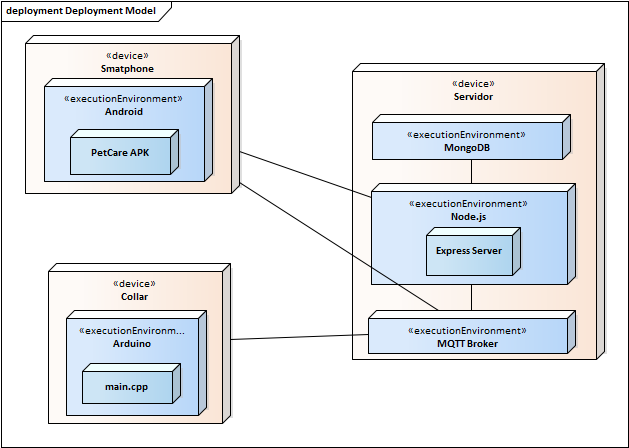 deployment Deployment Model
«device»
Smatphone
«executionEnvironment»
Android
PetCare APK
«device»
Servidor
«executionEnvironment»
MongoDB
«executionEnvironment»
Node.js
Express Server
«executionEnvironment»
MQTT Broker
«device»
Collar
«executionEnvironm...
Arduino
main.cpp